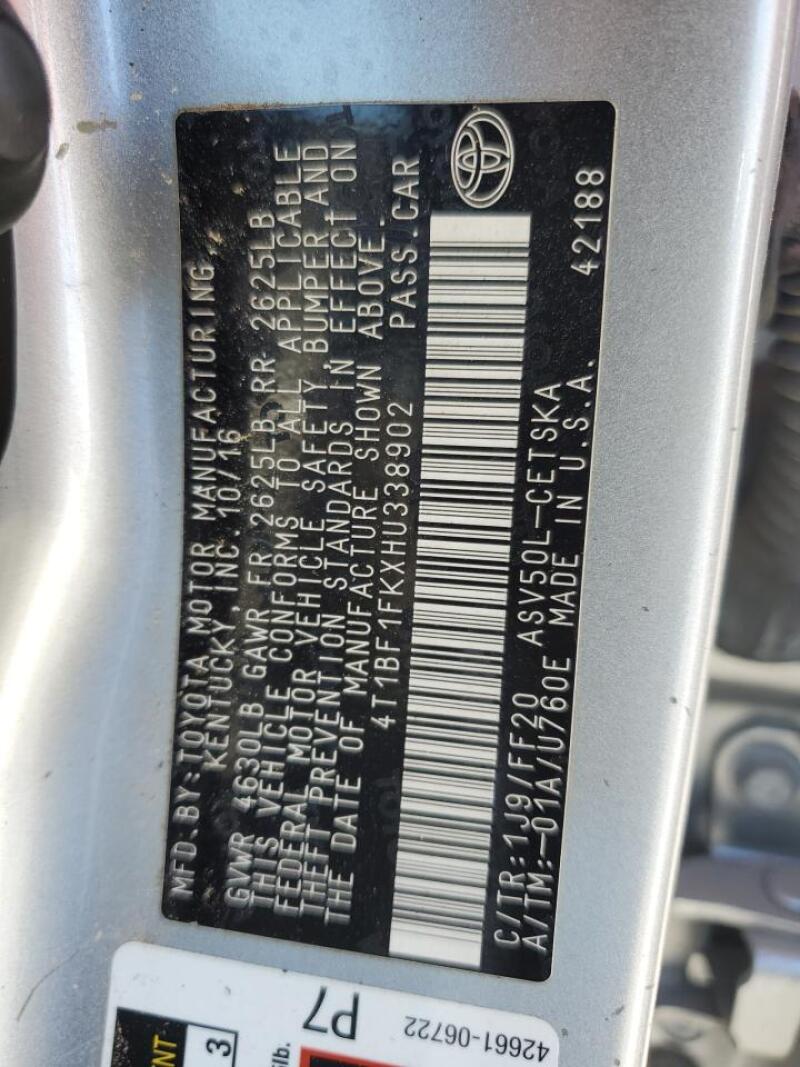 MFD.BY:TOYOTA MOTOR MANUFACTURING
KENTUCKY, INC. 10/16
GVWR 4630LB GAWR FR 2625LB RR 2625LB
THIS VEHICLE CONFORMS TO ALL APPLICABLE
FEDERAL MOTOR VEHICLE SAFETY, BUMPER AND
THEFT PREVENTION STANDARDS IN EFFECT ON
THE DATE OF MANUFACTURE SHOWN ABOVE.
4T1BF1FKXHU338902 PASS.CAR
C/TR:1J9/FF20 ASV50L-CETSKA 42188
A/TM:-01A/U760E MADE IN U.S.A.
P7
42661-06722
3
lb.